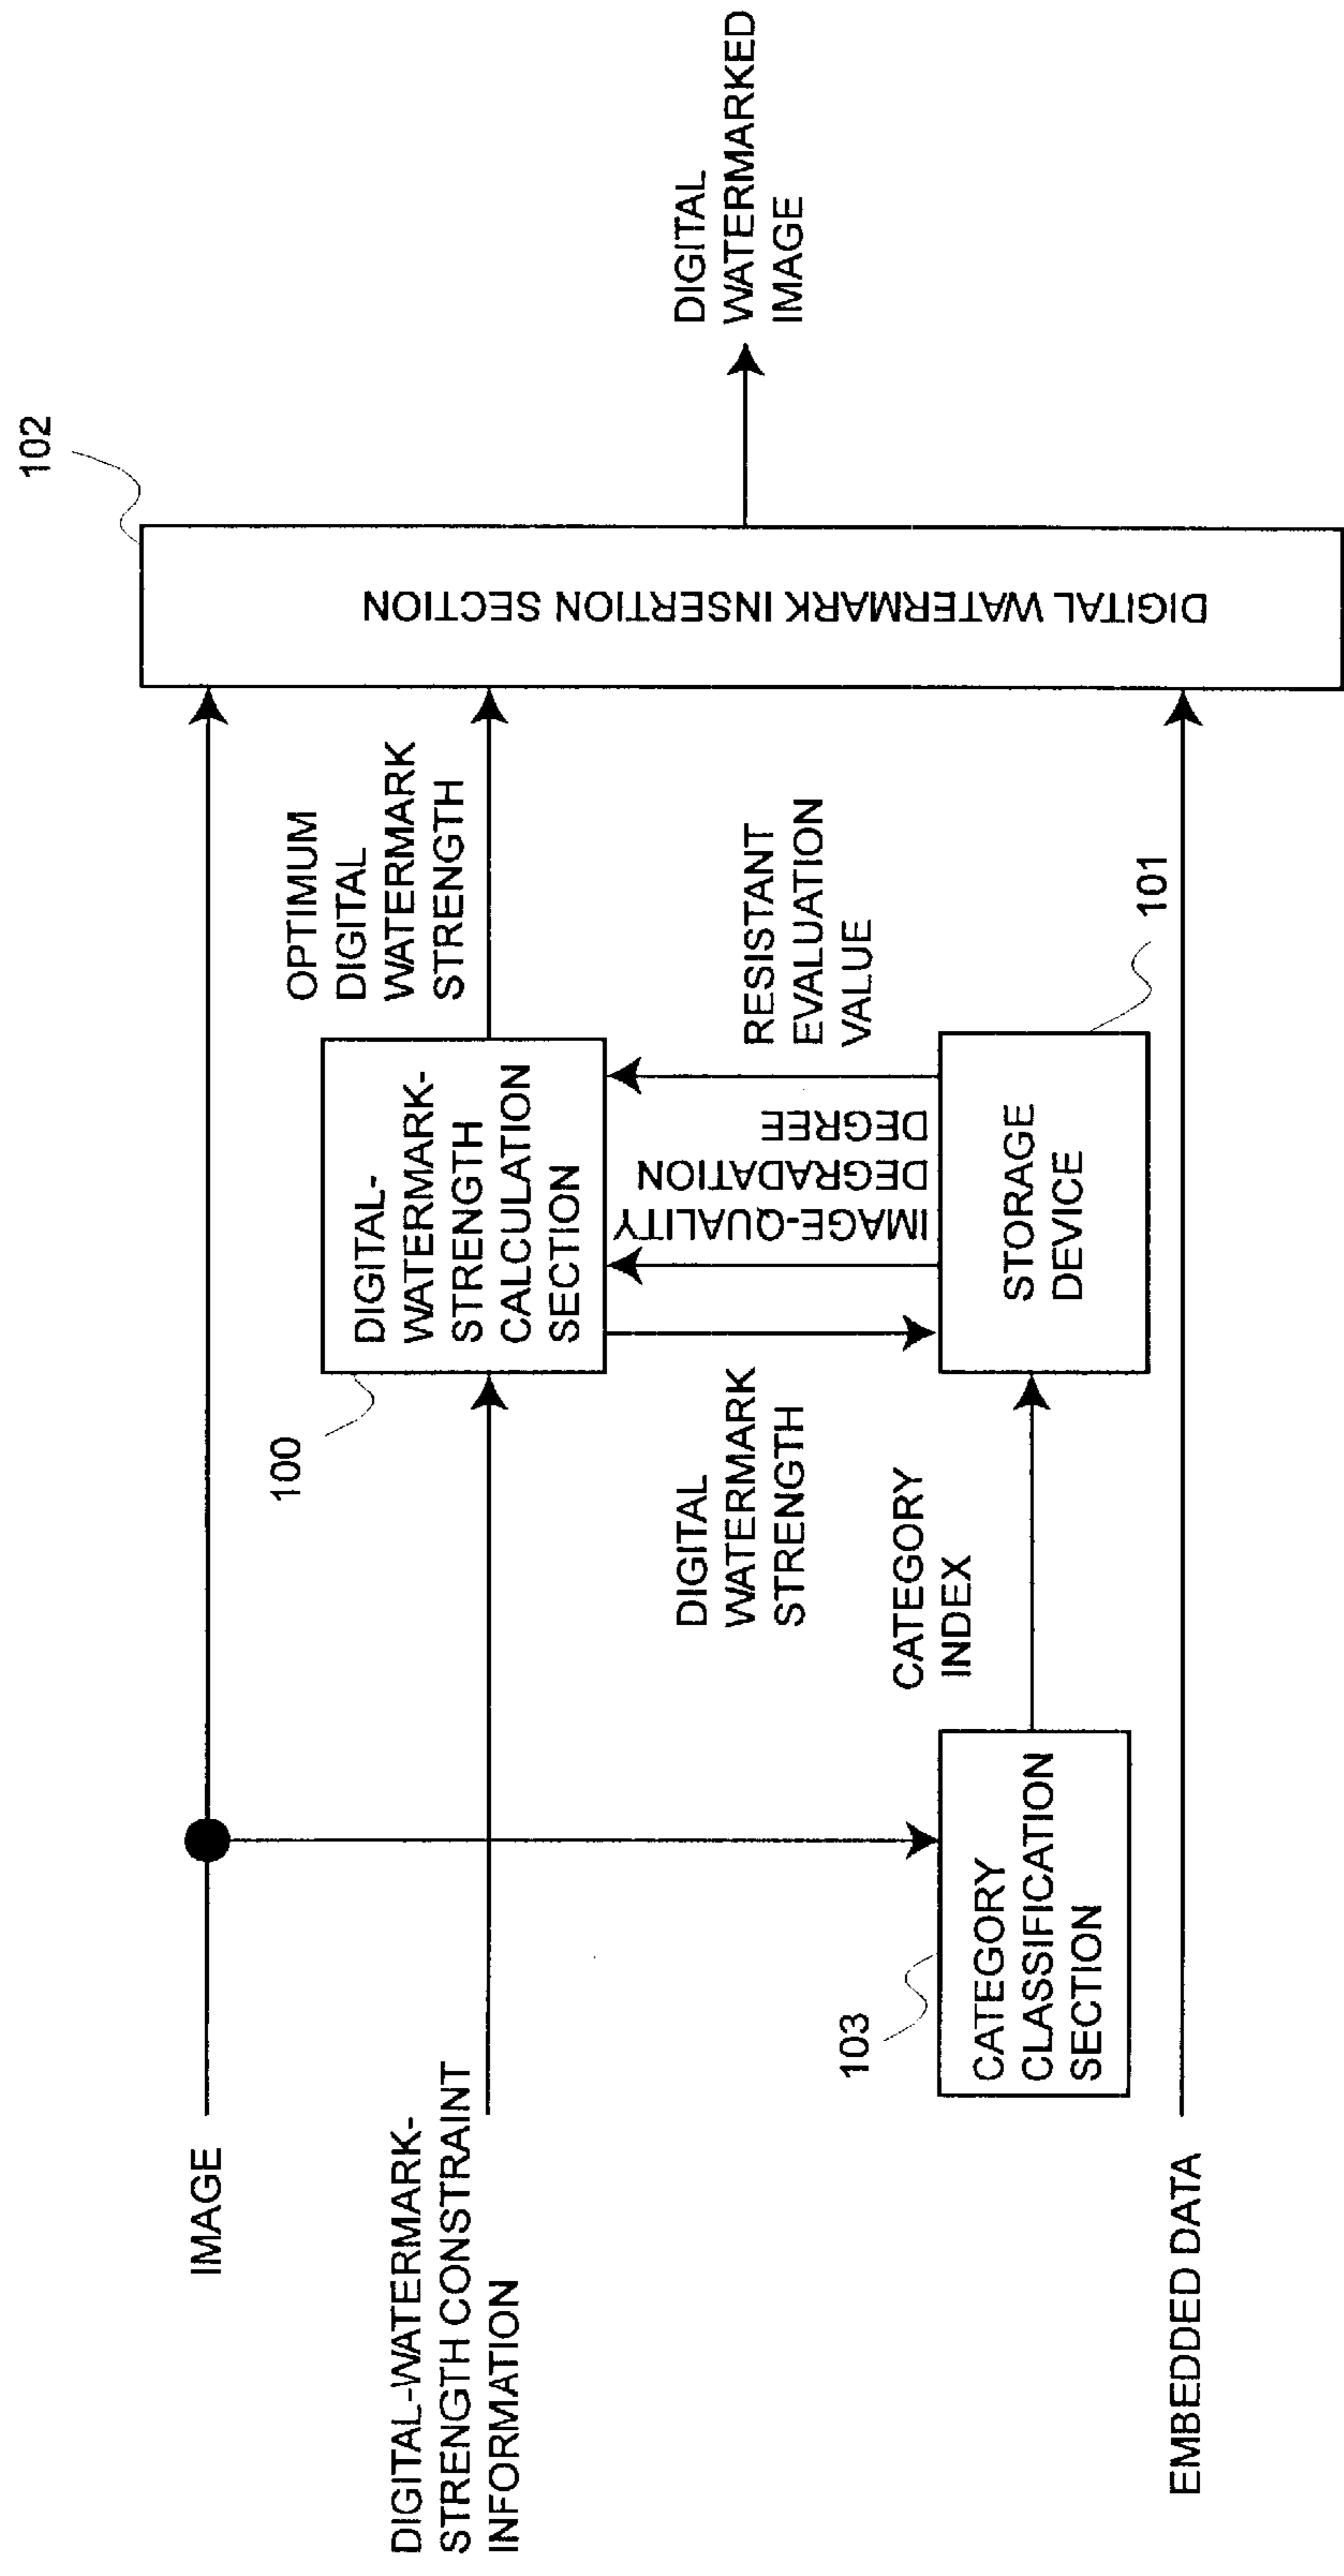 IMAGE
DIGITAL-WATERMARK-
STRENGTH CONSTRAINT
INFORMATION
EMBEDDED DATA
103
CATEGORY
CLASSIFICATION
SECTION
CATEGORY
INDEX
100
DIGITAL-
WATERMARK-
STRENGTH
CALCULATION
SECTION
DIGITAL
WATERMARK
STRENGTH
IMAGE-QUALITY
DEGRADATION
DEGREE
RESISTANT
EVALUATION
VALUE
STORAGE
DEVICE
101
OPTIMUM
DIGITAL
WATERMARK
STRENGTH
102
DIGITAL WATERMARK INSERTION SECTION
DIGITAL
WATERMARKED
IMAGE